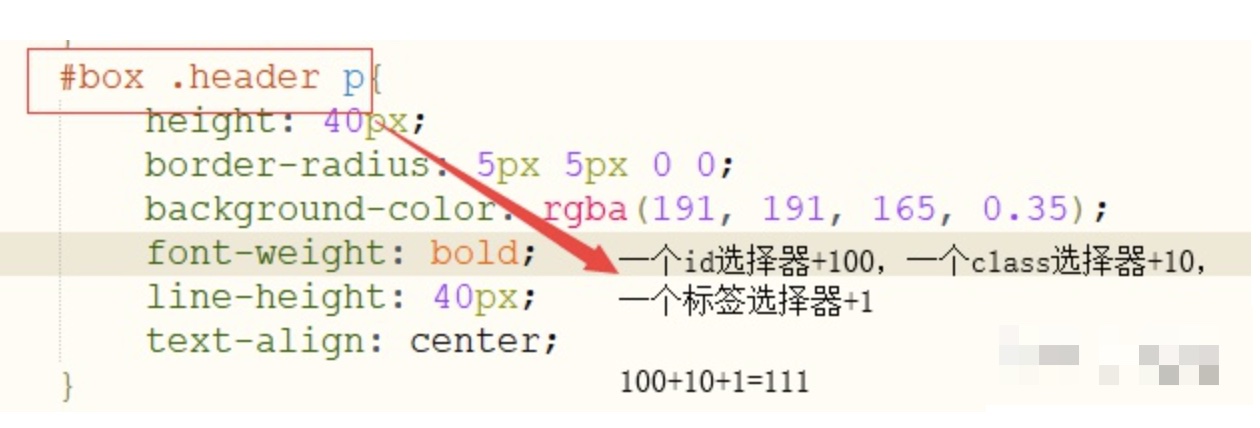 #box .header p{
height: 40px;
border-radius: 5px 5px 0 0;
background-color: rgba(191, 191, 165, 0.35);
font-weight: bold;
line-height: 40px;
text-align: center;
}
一个id选择器+100，一个class选择器+10，
一个标签选择器+1
100+10+1=111